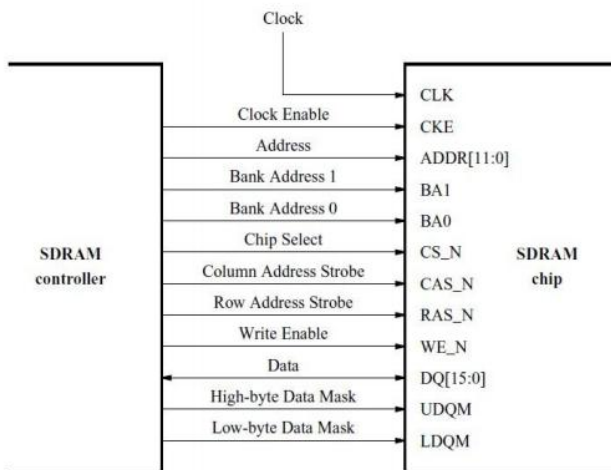 Clock
CLK
Clock Enable
CKE
Address
ADDR[11:0]
Bank Address 1
BA1
Bank Address 0
BA0
Chip Select
CS_N
SDRAM
controller
SDRAM
chip
Column Address Strobe
CAS_N
Row Address Strobe
RAS_N
Write Enable
WE_N
Data
DQ[15:0]
High-byte Data Mask
UDQM
Low-byte Data Mask
LDQM